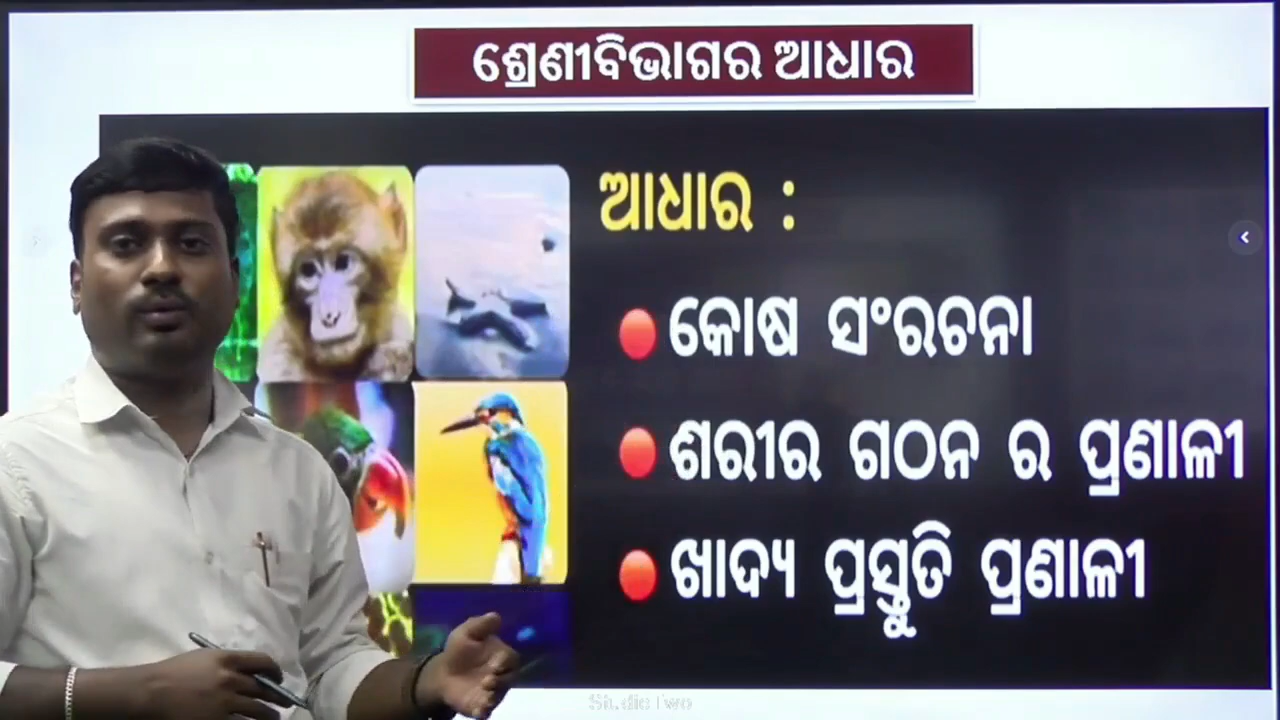 ଶ୍ରେଣୀବିଭାଗର ଆଧାର
ଆଧାର :
କୋଷ ସଂରଚନା
ଶରୀର ଗଠନ ର ପ୍ରଣାଳୀ
ଖାଦ୍ୟ ପ୍ରସ୍ତୁତି ପ୍ରଣାଳୀ